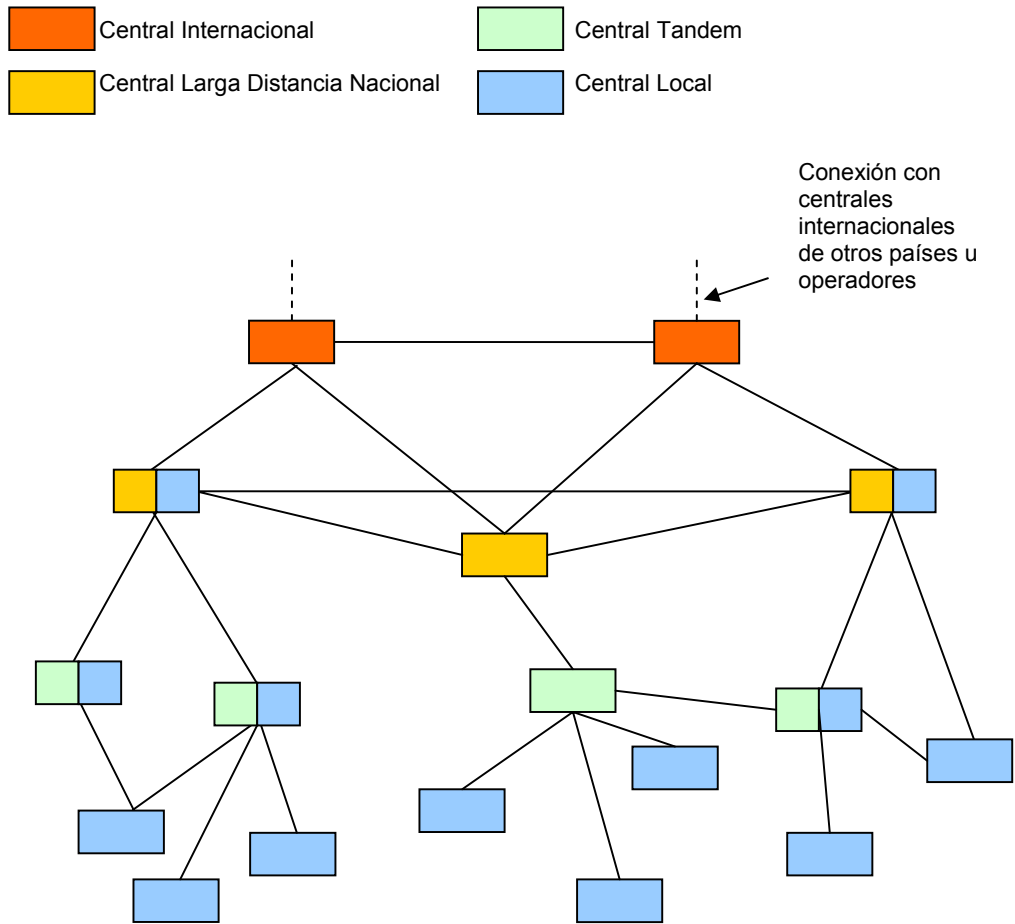 Central Internacional
Central Tandem
Central Larga Distancia Nacional
Central Local
Conexión con
centrales
internacionales
de otros países u
operadores